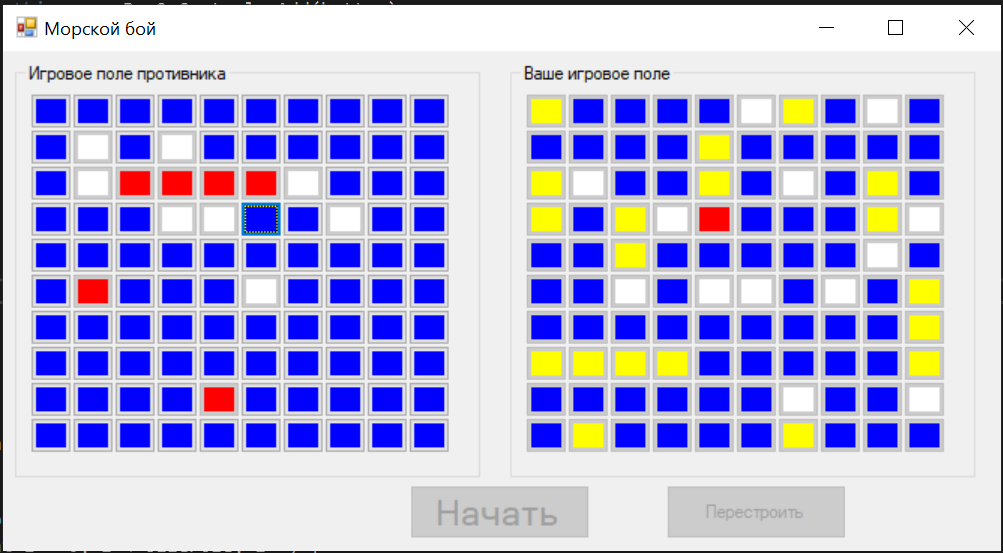 Морской бой
Игровое поле противника
Ваше игровое поле
Начать
Перестроить